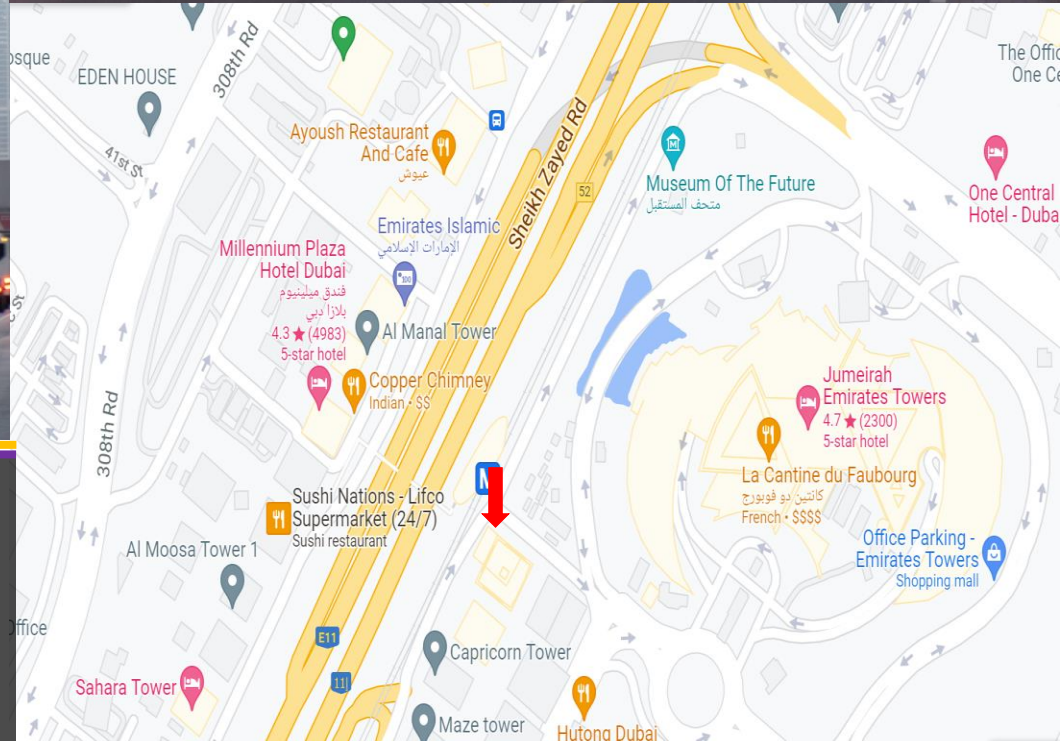 osque
EDEN HOUSE
308th Rd
41st St
Ayoush Restaurant
And Cafe
عيوش
Sheikh Zayed Rd
52
Museum Of The Future
متحف المستقبل
The Offic
One Ce
One Central
Hotel - Duba
Emirates Islamic
الإمارات الإسلامي
Millennium Plaza
Hotel Dubai
فندق ميلينيوم
بلازا دبي
4.3 ★ (4983)
5-star hotel
Al Manal Tower
Copper Chimney
Indian • $$
Jumeirah
Emirates Towers
4.7 ★ (2300)
5-star hotel
La Cantine du Faubourg
كانتين دو فوبورج
French • $$$$
308th Rd
Sushi Nations - Lifco
Supermarket (24/7)
Sushi restaurant
Al Moosa Tower 1
Office Parking -
Emirates Towers
Shopping mall
ffice
E11
11
Capricorn Tower
Sahara Tower
Maze tower
Hutong Dubai